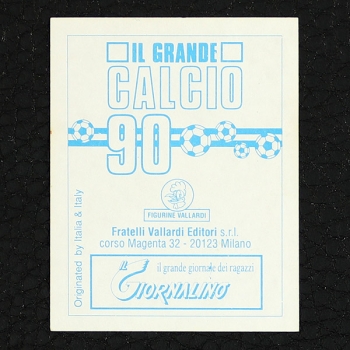 IL GRANDE
CALCIO
90
FIGURINE VALLARDI
Fratelli Vallardi Editori s.r.l.
corso Magenta 32 - 20123 Milano
il grande giornale dei ragazzi
IL GIORNALINO
Originated by Italia & Italy